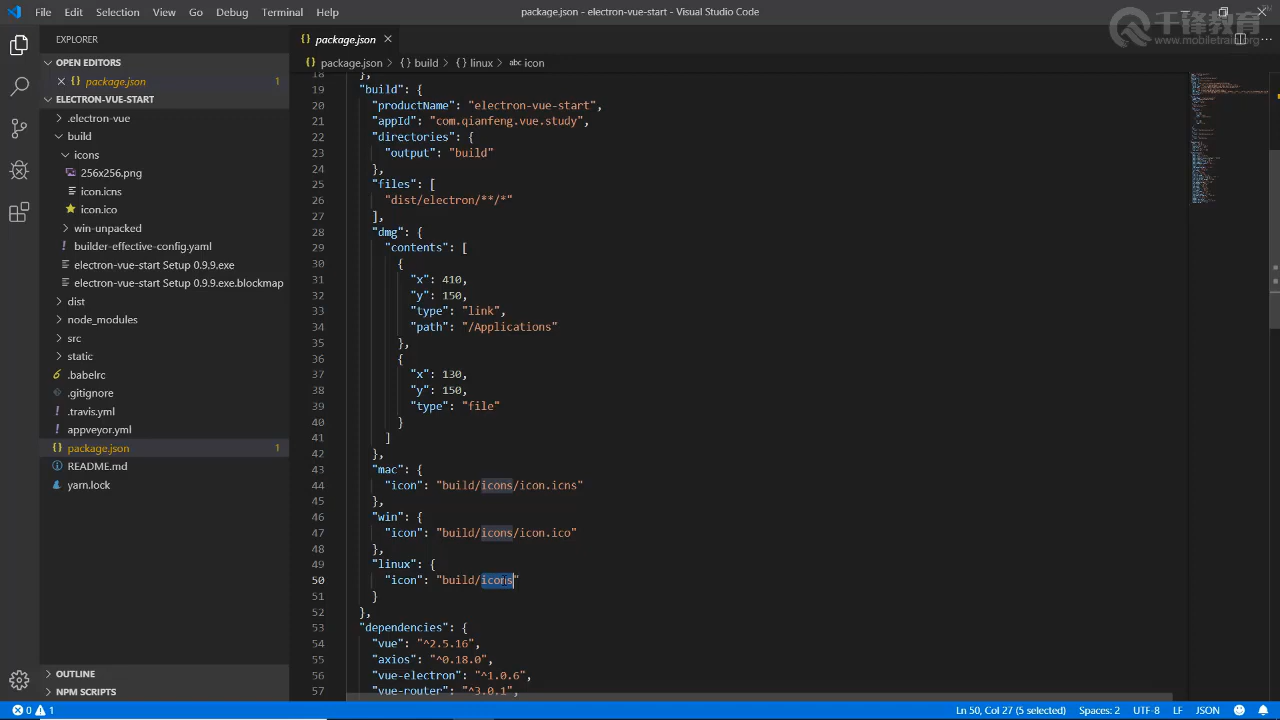 File Edit Selection View Go Debug Terminal Help
package.json - electron-vue-start - Visual Studio Code
千锋教育
www.mobiletrain.org
EXPLORER
OPEN EDITORS
package.json 1
ELECTRON-VUE-START
.electron-vue
build
icons
256x256.png
icon.icns
icon.ico
win-unpacked
builder-effective-config.yaml
electron-vue-start Setup 0.9.9.exe
electron-vue-start Setup 0.9.9.exe.blockmap
dist
node_modules
src
static
.babelrc
.gitignore
.travis.yml
appveyor.yml
package.json 1
README.md
yarn.lock
OUTLINE
NPM SCRIPTS
package.json
package.json > build > linux > icon
18 },
19 "build": {
20 "productName": "electron-vue-start",
21 "appId": "com.qianfeng.vue.study",
22 "directories": {
23 "output": "build"
24 },
25 "files": [
26 "dist/electron/**/*"
27 ],
28 "dmg": {
29 "contents": [
30 {
31 "x": 410,
32 "y": 150,
33 "type": "link",
34 "path": "/Applications"
35 },
36 {
37 "x": 130,
38 "y": 150,
39 "type": "file"
40 }
41 ]
42 },
43 "mac": {
44 "icon": "build/icons/icon.icns"
45 },
46 "win": {
47 "icon": "build/icons/icon.ico"
48 },
49 "linux": {
50 "icon": "build/icons"
51 }
52 },
53 "dependencies": {
54 "vue": "^2.5.16",
55 "axios": "^0.18.0",
56 "vue-electron": "^1.0.6",
57 "vue-router": "^3.0.1",
0 1 Ln 50, Col 27 (5 selected) Spaces: 2 UTF-8 LF JSON